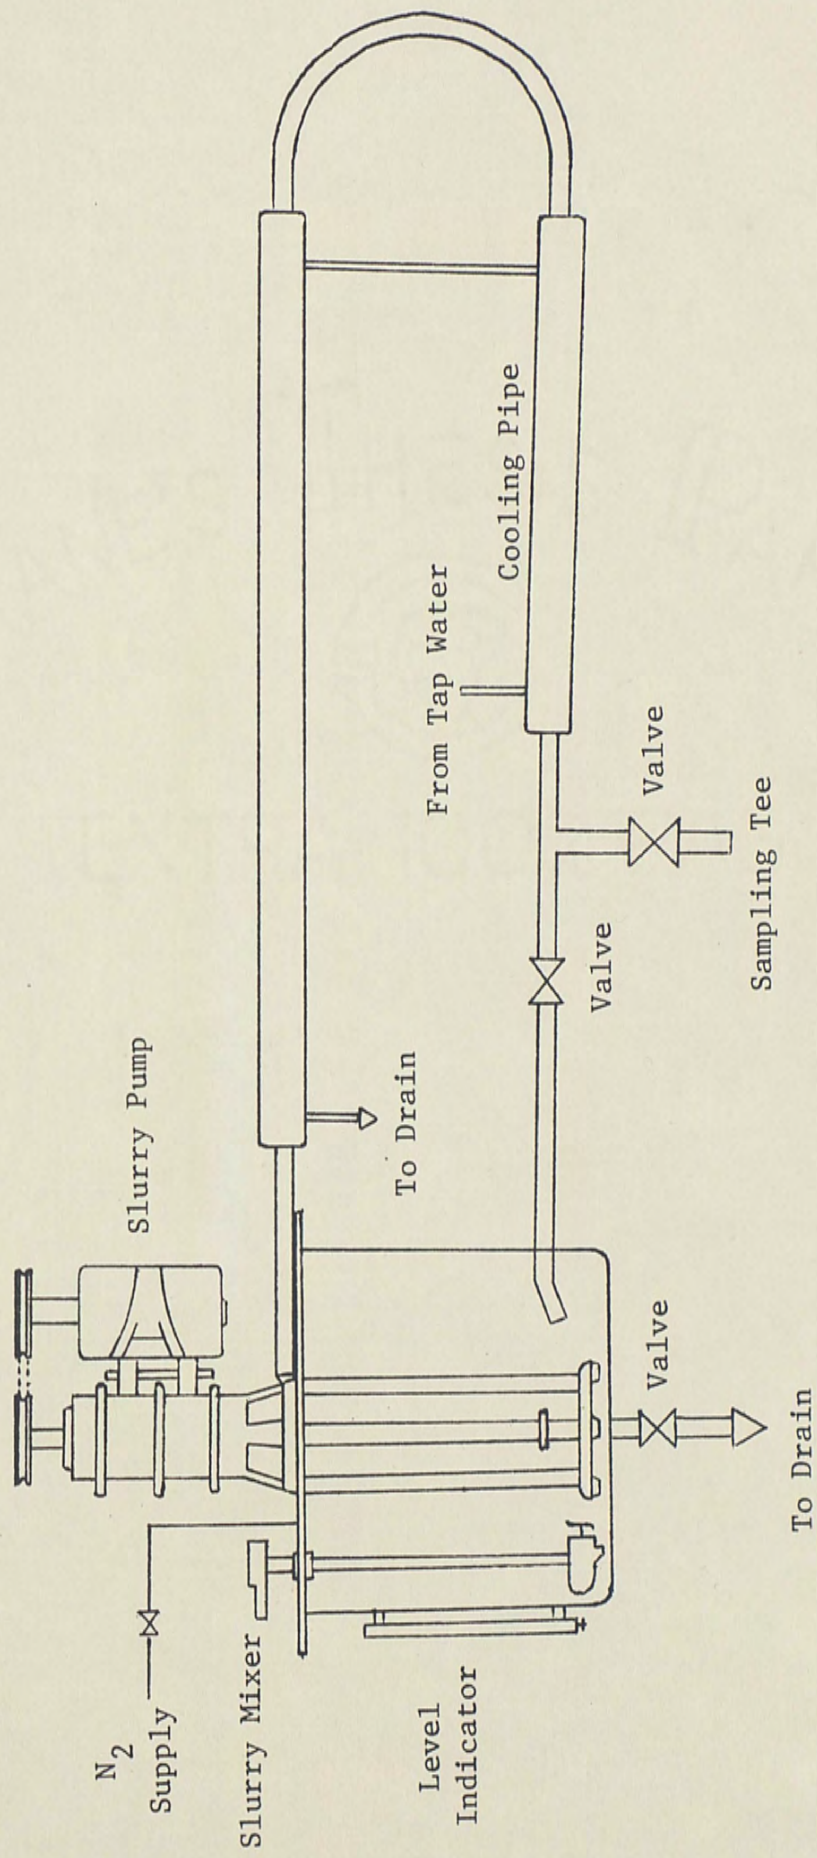 N2
Supply
Slurry Mixer
Level
Indicator
Slurry Pump
To Drain
To Drain
Valve
Valve
Sampling Tee
Valve
From Tap Water
Cooling Pipe